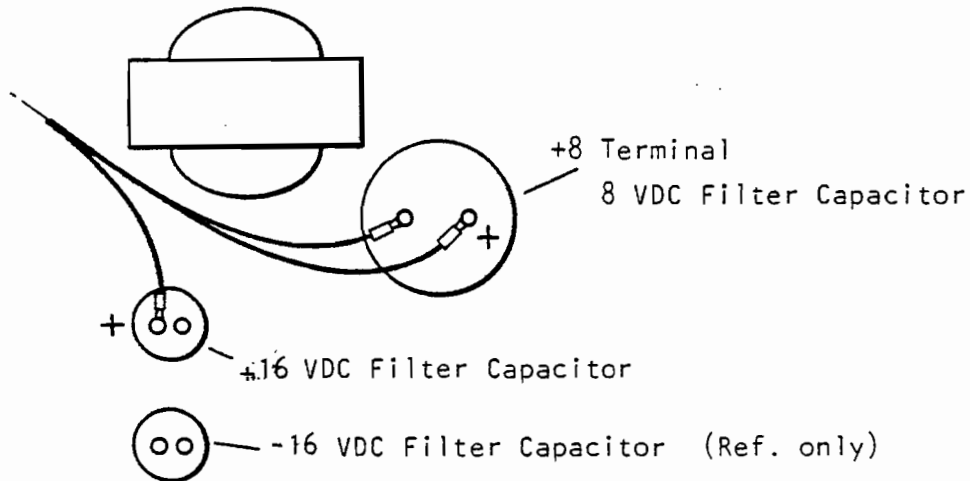 +8 Terminal
8 VDC Filter Capacitor
+
+
+16 VDC Filter Capacitor
-16 VDC Filter Capacitor (Ref. only)